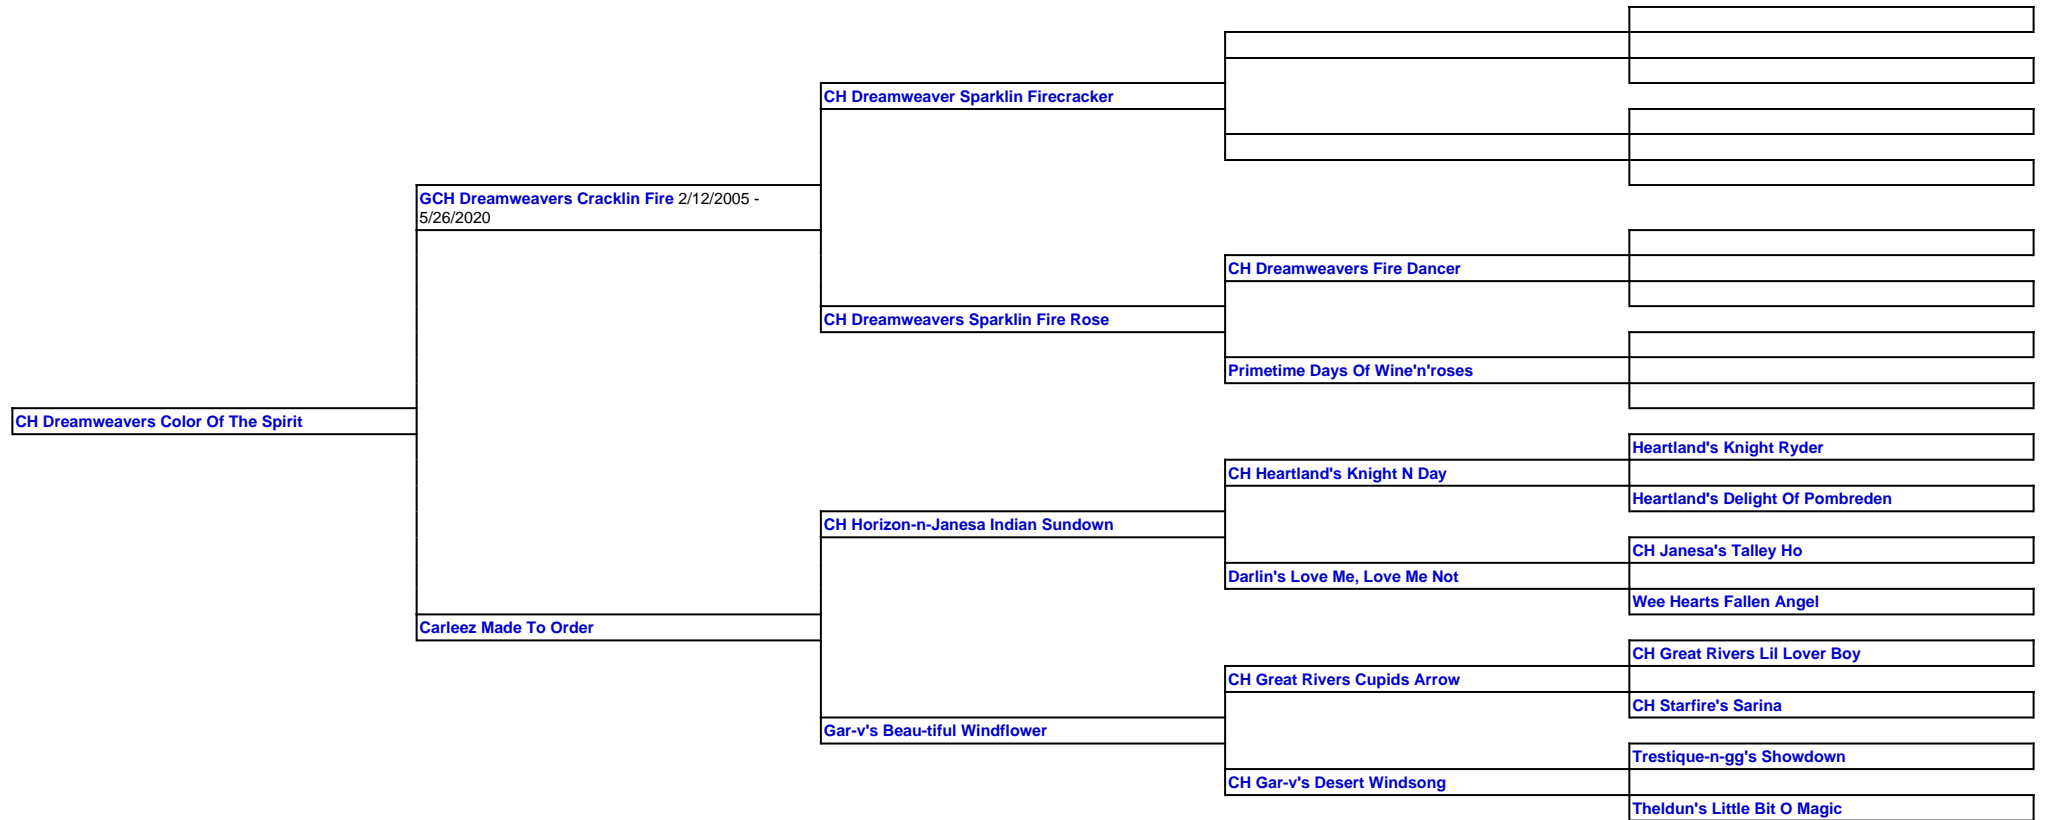 CH Dreamweaver Sparklin Firecracker
GCH Dreamweavers Cracklin Fire 2/12/2005 -
5/26/2020
CH Dreamweavers Fire Dancer
CH Dreamweavers Sparklin Fire Rose
Primetime Days Of Wine'n'roses
CH Dreamweavers Color Of The Spirit
Heartland's Knight Ryder
CH Heartland's Knight N Day
Heartland's Delight Of Pombreden
CH Horizon-n-Janesa Indian Sundown
CH Janesa's Talley Ho
Darlin's Love Me, Love Me Not
Wee Hearts Fallen Angel
Carleez Made To Order
CH Great Rivers Lil Lover Boy
CH Great Rivers Cupids Arrow
CH Starfire's Sarina
Gar-v's Beau-tiful Windflower
Trestique-n-gg's Showdown
CH Gar-v's Desert Windsong
Theldun's Little Bit O Magic